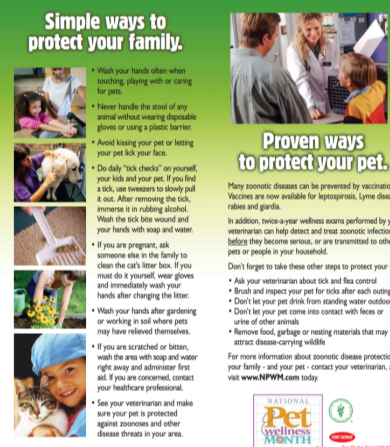 Simple ways to
protect your family.
• Wash your hands often when
touching, playing with or caring
for pets.
• Never handle the stool of any
animal without wearing disposable
gloves or using a plastic barrier.
• Avoid kissing your pet or letting
your pet lick your face.
• Do daily "tick checks" on yourself,
your kids and your pet. If you find
a tick, use tweezers to slowly pull
it out. After removing the tick,
immerse it in rubbing alcohol.
Wash the tick bite wound and
your hands with soap and water.
• If you are pregnant, ask
someone else in the family to
clean the cat's litter box. If you
must do it yourself, wear gloves
and immediately wash your
hands after changing the litter.
• Wash your hands after gardening
or working in soil where pets
may have relieved themselves.
• If you are scratched or bitten,
wash the area with soap and water
right away and administer first
aid. If you are concerned, contact
your healthcare professional.
• See your veterinarian and make
sure your pet is protected
against zoonoses and other
disease threats in your area.
Proven ways
to protect your pet.
Many zoonotic diseases can be prevented by vaccinatio
Vaccines are now available for leptospirosis, Lyme disea
rabies and giardia.
In addition, twice-a-year wellness exams performed by y
veterinarian can help detect and treat zoonotic infectio
before they become serious, or are transmitted to othe
pets or people in your household.
Don't forget to take these other steps to protect your
• Ask your veterinarian about tick and flea control
• Brush and inspect your pet for ticks after each outing
• Don't let your pet drink from standing water outdoo
• Don't let your pet come into contact with feces or
urine of other animals
• Remove food, garbage or nesting materials that may
attract disease-carrying wildlife
For more information about zoonotic disease protectio
your family - and your pet - contact your veterinarian,
visit www.NPWM.com today.
NATIONAL
Pet
wellness
MONTH
FORT DODGE